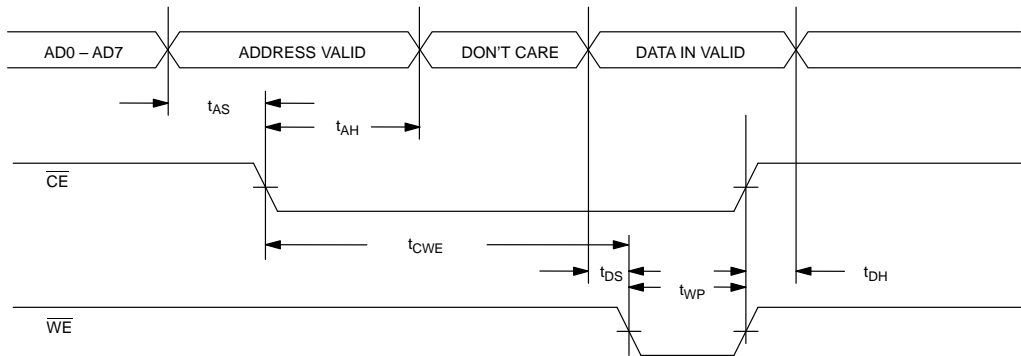 AD0 – AD7 ADDRESS VALID DON'T CARE DATA IN VALID
tAS
tAH
CE
tCWE
tDS
tDH
tWP
WE